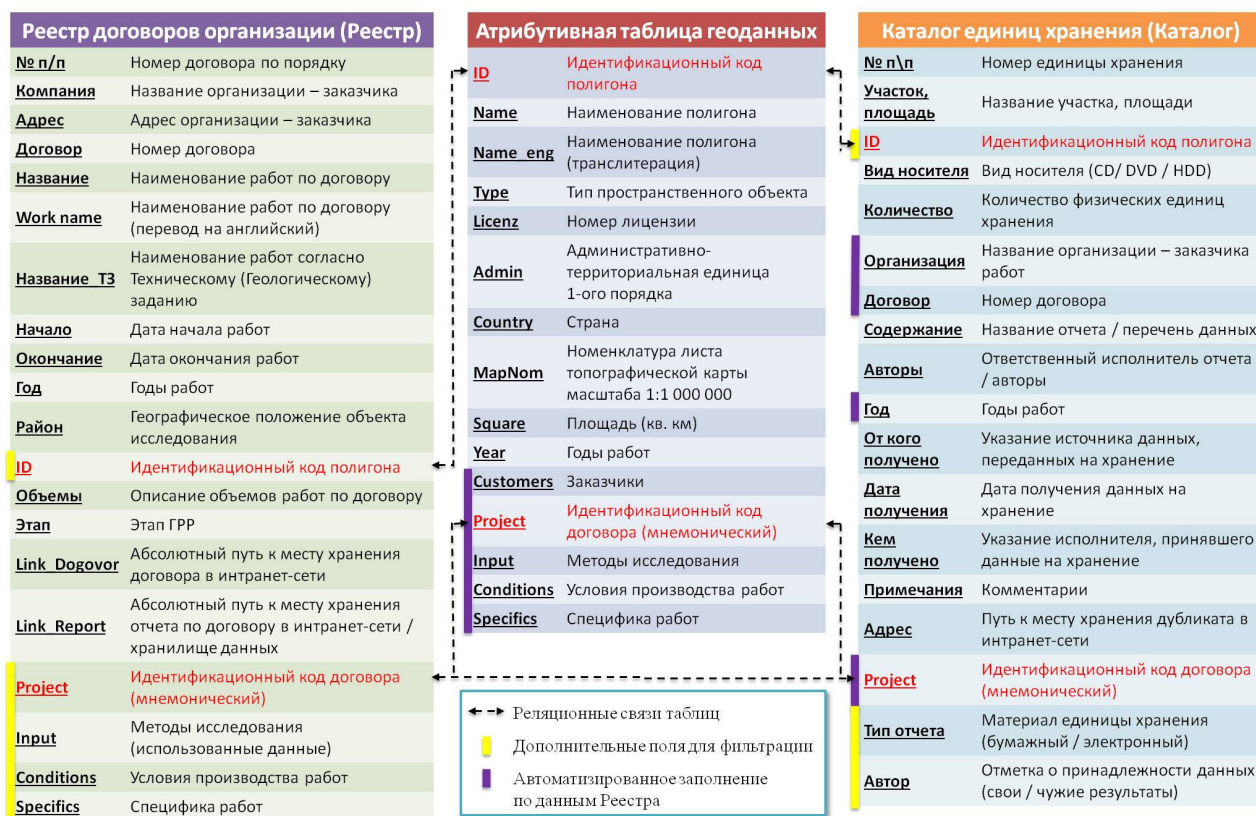 Реестр договоров организации (Реестр)
№ п/п Номер договора по порядку
Компания Название организации – заказчика
Адрес Адрес организации – заказчика
Договор Номер договора
Название Наименование работ по договору
Work name Наименование работ по договору
(перевод на английский)
Название_ТЗ Наименование работ согласно
Техническому (Геологическому)
заданию
Начало Дата начала работ
Окончание Дата окончания работ
Год Годы работ
Район Географическое положение объекта
исследования
ID Идентификационный код полигона
Объемы Описание объемов работ по договору
Этап Этап ГРР
Link_Dogovor Абсолютный путь к месту хранения
договора в интранет-сети
Link_Report Абсолютный путь к месту хранения
отчета по договору в интранет-сети /
хранилище данных
Project Идентификационный код договора
(мнемонический)
Input Методы исследования
(использованные данные)
Conditions Условия производства работ
Specifics Специфика работ
Атрибутивная таблица геоданных
ID Идентификационный код
полигона
Name Наименование полигона
Name_eng Наименование полигона
(транслитерация)
Type Тип пространственного объекта
Licenz Номер лицензии
Admin Административно-
территориальная единица
1-ого порядка
Country Страна
MapNom Номенклатура листа
топографической карты
масштаба 1:1 000 000
Square Площадь (кв. км)
Year Годы работ
Customers Заказчики
Project Идентификационный код
договора (мнемонический)
Input Методы исследования
Conditions Условия производства работ
Specifics Специфика работ
Реляционные связи таблиц
Дополнительные поля для фильтрации
Автоматизированное заполнение
по данным Реестра
Каталог единиц хранения (Каталог)
№ п\п Номер единицы хранения
Участок,
площадь Название участка, площади
ID Идентификационный код полигона
Вид носителя Вид носителя (CD/ DVD / HDD)
Количество Количество физических единиц
хранения
Организация Название организации – заказчика
работ
Договор Номер договора
Содержание Название отчета / перечень данных
Авторы Ответственный исполнитель отчета
/ авторы
Год Годы работ
От кого Указание источника данных,
получено переданных на хранение
Дата Дата получения данных на
получения хранение
Кем Указание исполнителя, принявшего
получено данные на хранение
Примечания Комментарии
Адрес Путь к месту хранения дубликата в
интранет-сети
Project Идентификационный код договора
(мнемонический)
Тип отчета Материал единицы хранения
(бумажный / электронный)
Автор Отметка о принадлежности данных
(свои / чужие результаты)